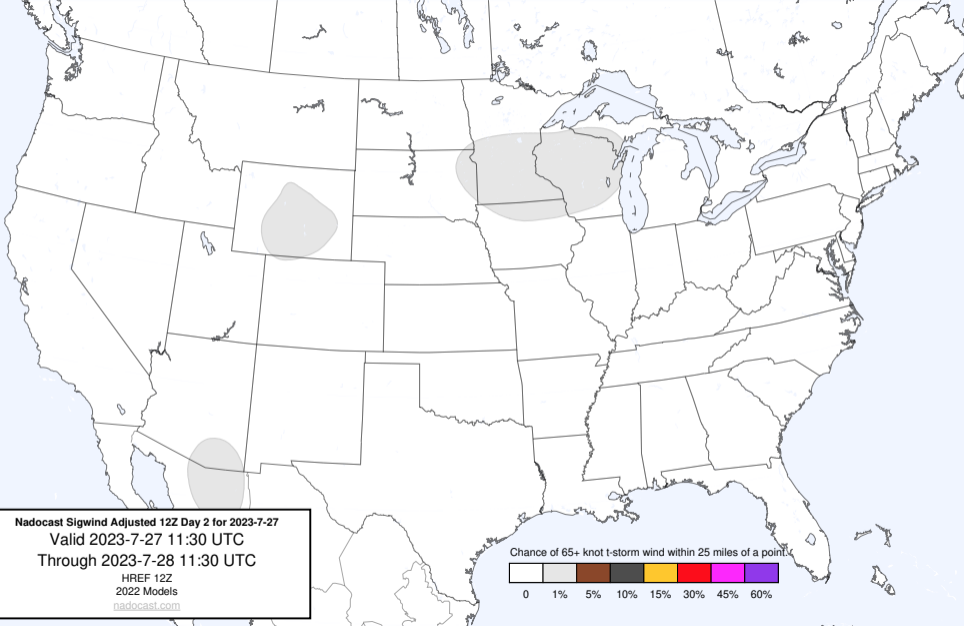 Nadocast Sigwind Adjusted 12Z Day 2 for 2023-7-27
Valid 2023-7-27 11:30 UTC
Through 2023-7-28 11:30 UTC
HREF 12Z
2022 Models
nadocast.com
Chance of 65+ knot t-storm wind within 25 miles of a point.
0 1% 5% 10% 15% 30% 45% 60%